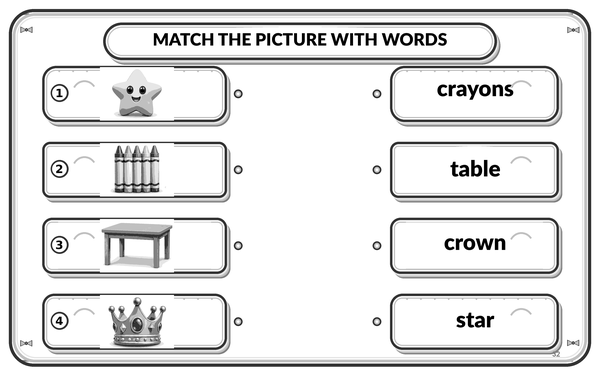 MATCH THE PICTURE WITH WORDS
1
crayons
2
table
3
crown
4
star
32